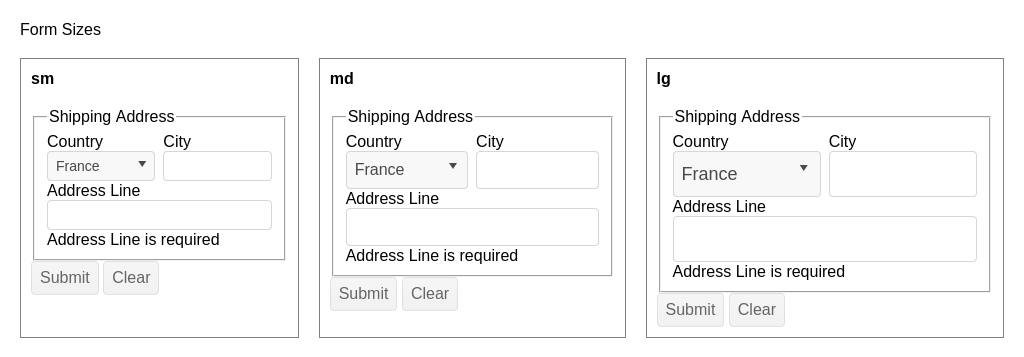 Form Sizes
sm
Shipping Address
Country City
France
Address Line
Address Line is required
Submit Clear
md
Shipping Address
Country City
France
Address Line
Address Line is required
Submit Clear
lg
Shipping Address
Country City
France
Address Line
Address Line is required
Submit Clear